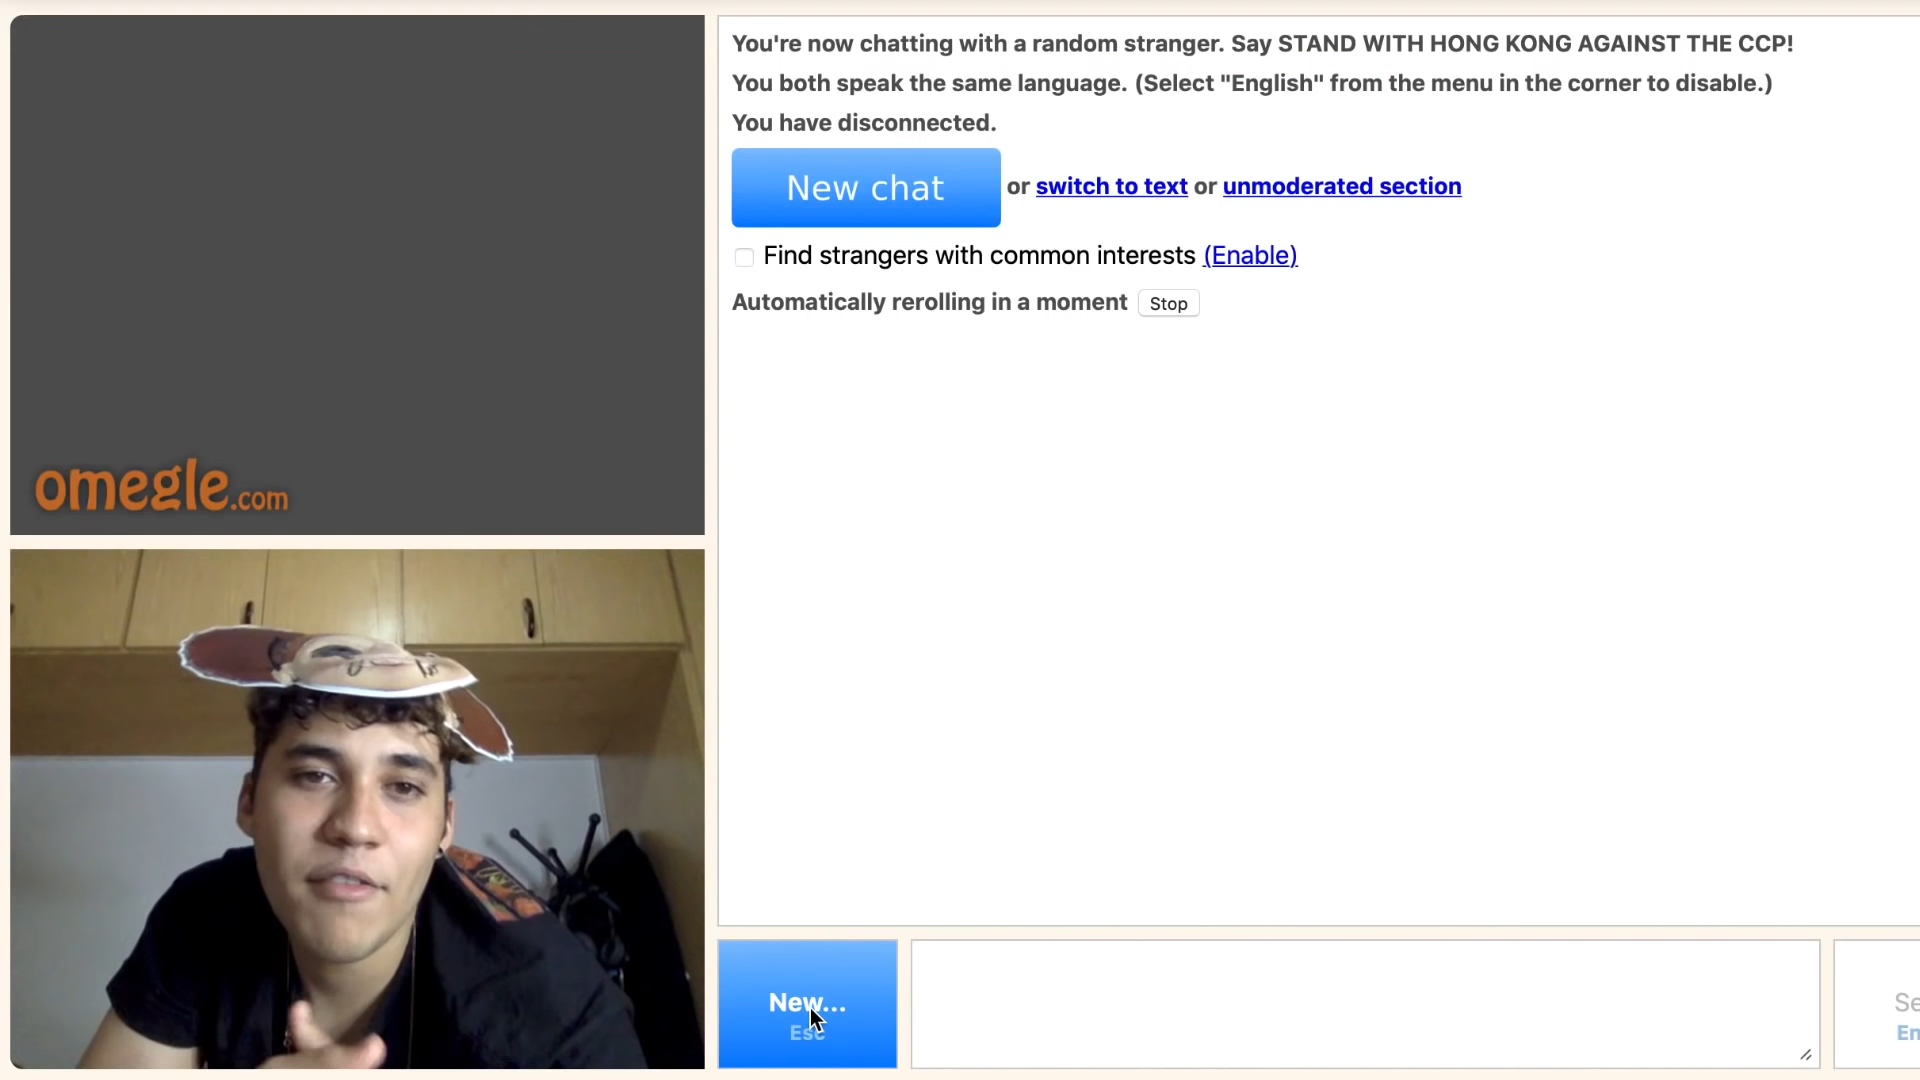 You're now chatting with a random stranger. Say STAND WITH HONG KONG AGAINST THE CCP!
You both speak the same language. (Select "English" from the menu in the corner to disable.)
You have disconnected.
New chat or switch to text or unmoderated section
Find strangers with common interests (Enable)
Automatically rerolling in a moment Stop
omegle.com
New...
Esc